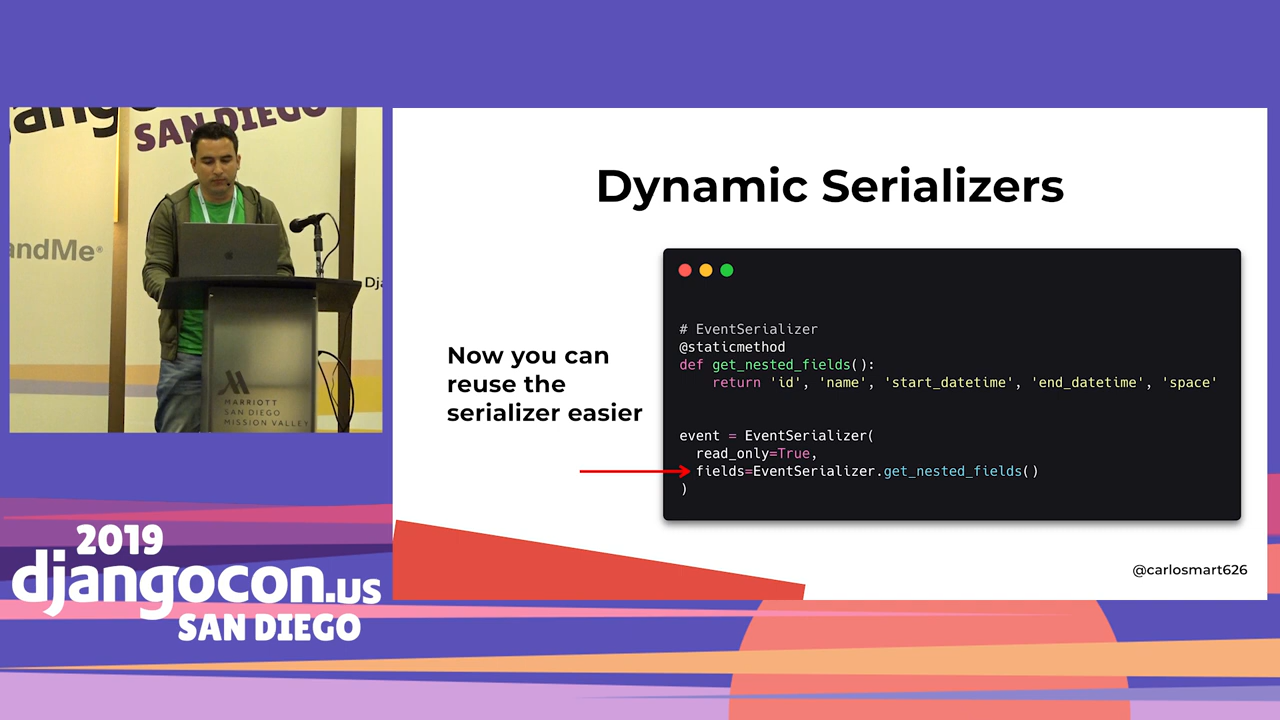 SAN DIEGO
andMe®
Dj
MARRIOTT
SAN DIEGO
MISSION VALLEY
2019
djangocon.us
SAN DIEGO
Dynamic Serializers
Now you can
reuse the
serializer easier
# EventSerializer
@staticmethod
def get_nested_fields():
    return 'id', 'name', 'start_datetime', 'end_datetime', 'space'
event = EventSerializer(
  read_only=True,
  fields=EventSerializer.get_nested_fields()
)
@carlosmart626